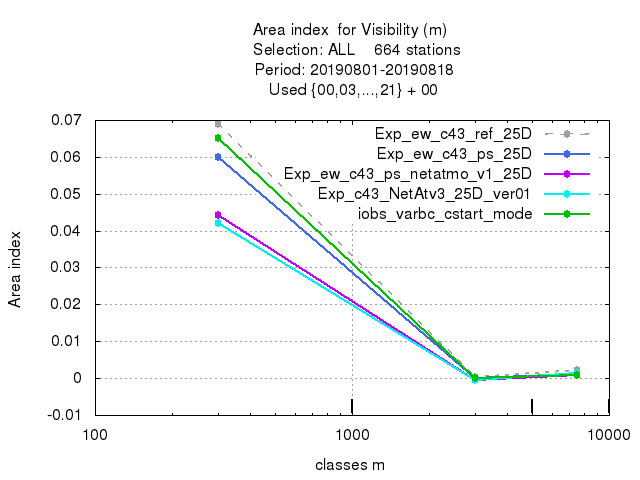 Area index  for Visibility (m)
Selection: ALL    664 stations
Period: 20190801-20190818
Used {00,03,...,21} + 00
0.07
0.06
0.05
0.04
0.03
0.02
0.01
0
-0.01
Area index
Exp_ew_c43_ref_25D
Exp_ew_c43_ps_25D
Exp_ew_c43_ps_netatmo_v1_25D
Exp_c43_NetAtv3_25D_ver01
iobs_varbc_cstart_mode
100
1000
10000
classes m